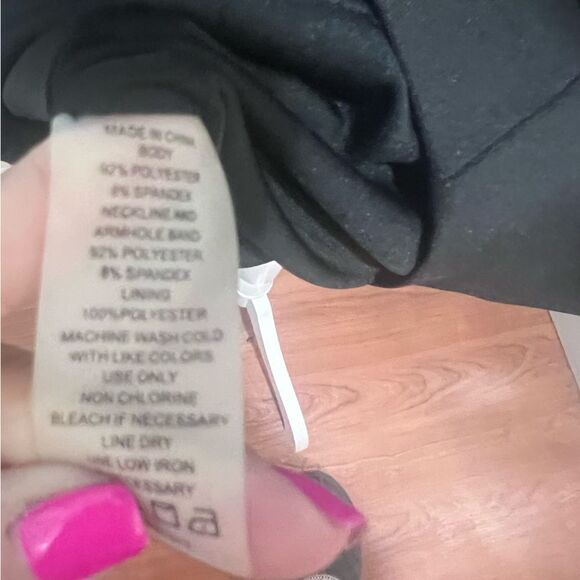 MADE IN CHINA
BODY
92% POLYESTER
8% SPANDEX
NECKLINE AND
ARMHOLE BAND
92% POLYESTER
8% SPANDEX
LINING
100% POLYESTER
MACHINE WASH COLD
WITH LIKE COLORS
USE ONLY
NON CHLORINE
BLEACH IF NECESSARY
LINE DRY
LOW IRON